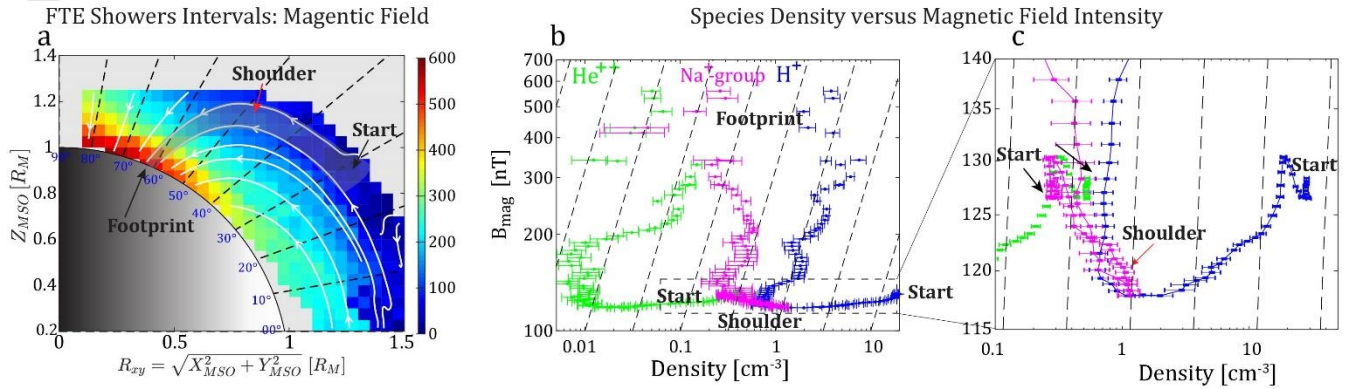 FTE Showers Intervals: Magentic Field
Species Density versus Magnetic Field Intensity
a
1.4
1.2
1
0.8
0.6
0.4
0.2
Z_MSO [R_M]
0
0.5
1
1.5
R_xy = √X²_MSO + Y²_MSO [R_M]
Shoulder
Start
Footprint
90°
80°
70°
60°
50°
40°
30°
20°
10°
00°
600
500
400
300
200
100
0
b
700
600
500
400
300
200
100
B_mag [nT]
He++
Na+-group
H+
Footprint
Start
Shoulder
Start
0.01
0.1
1
10
Density [cm⁻³]
c
140
135
130
125
120
115
Start
Start
Shoulder
0.1
1
10
Density [cm⁻³]